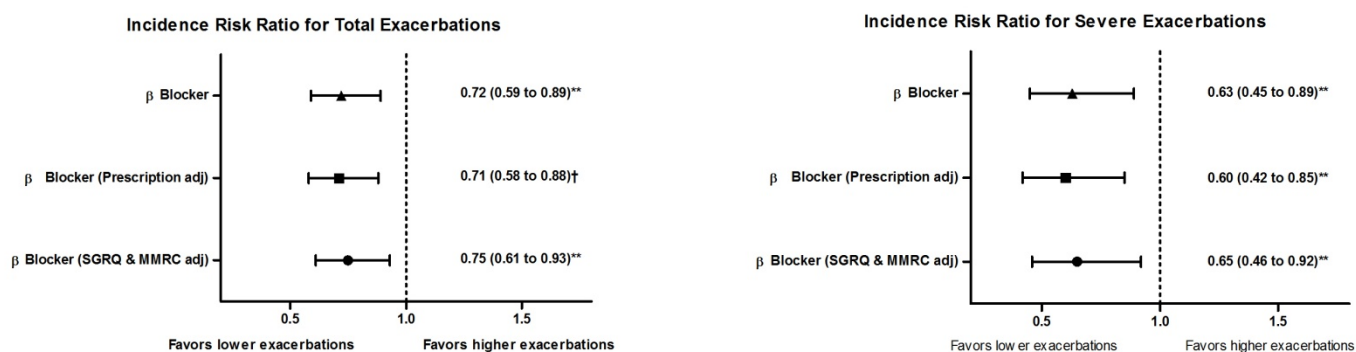 Incidence Risk Ratio for Total Exacerbations
β Blocker
0.72 (0.59 to 0.89)**
β Blocker (Prescription adj)
0.71 (0.58 to 0.88)†
β Blocker (SGRQ & MMRC adj)
0.75 (0.61 to 0.93)**
0.5 1.0 1.5
Favors lower exacerbations Favors higher exacerbations
Incidence Risk Ratio for Severe Exacerbations
β Blocker
0.63 (0.45 to 0.89)**
β Blocker (Prescription adj)
0.60 (0.42 to 0.85)**
β Blocker (SGRQ & MMRC adj)
0.65 (0.46 to 0.92)**
0.5 1.0 1.5
Favors lower exacerbations Favors higher exacerbations